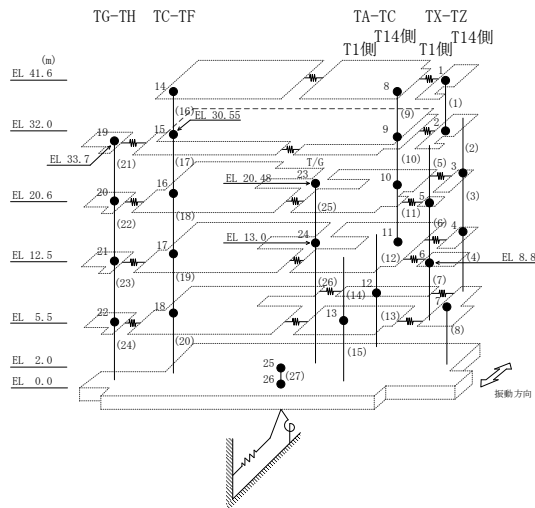 TG-TH TC-TF TA-TC TX-TZ
T1側 T14側 T1側 T14側
(m)
EL 41.6
14 8 1
(16) EL 30.55 (9) (1)
EL 32.0
19 15 9 2
EL 33.7
(21) (17) (10) (2)
T/G
16 EL 20.48 23 10 (5) 3
EL 20.6
20 (18) (25) (11) 5 (3)
(22)
EL 13.0 24 11 (6) 4
17
EL 12.5
21 (19) (12) 6 (4) EL 8.8
(23) (26) (14) 12 (7)
EL 5.5
22 18 13 (13) 7
(24) (20) (15) (8)
EL 2.0
25
EL 0.0
26 (27)
振動方向